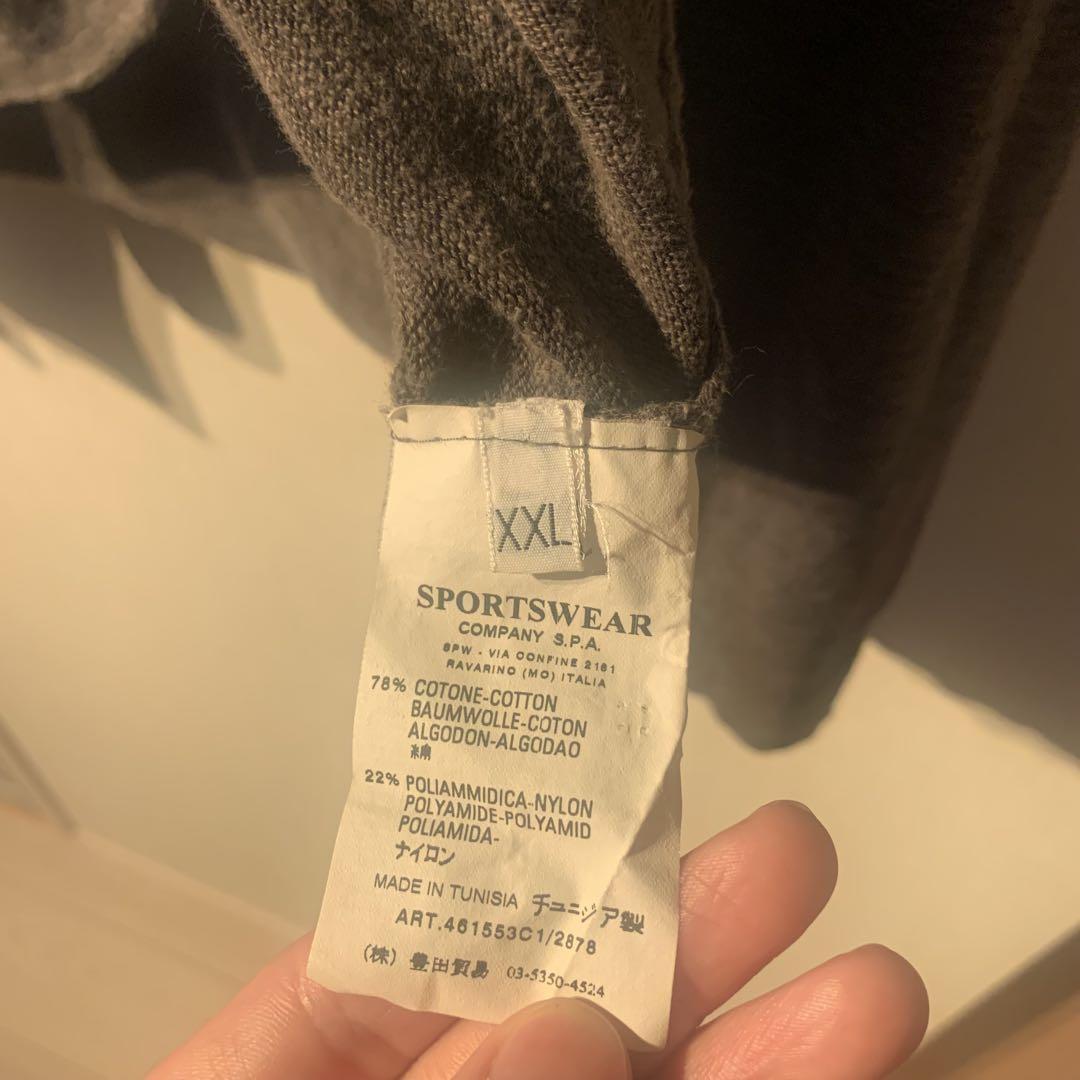 XXL
SPORTSWEAR
COMPANY S.P.A.
SPW - VIA CONFINE 2161
RAVARINO (MO) ITALIA
78% COTONE-COTTON
BAUMWOLLE-COTON
ALGODON-ALGODAO
綿
22% POLIAMMIDICA-NYLON
POLYAMIDE-POLYAMID
POLIAMIDA-
ナイロン
MADE IN TUNISIA チュニジア製
ART.461553C1/2878
(株) 豊田貿易 03-5350-4524